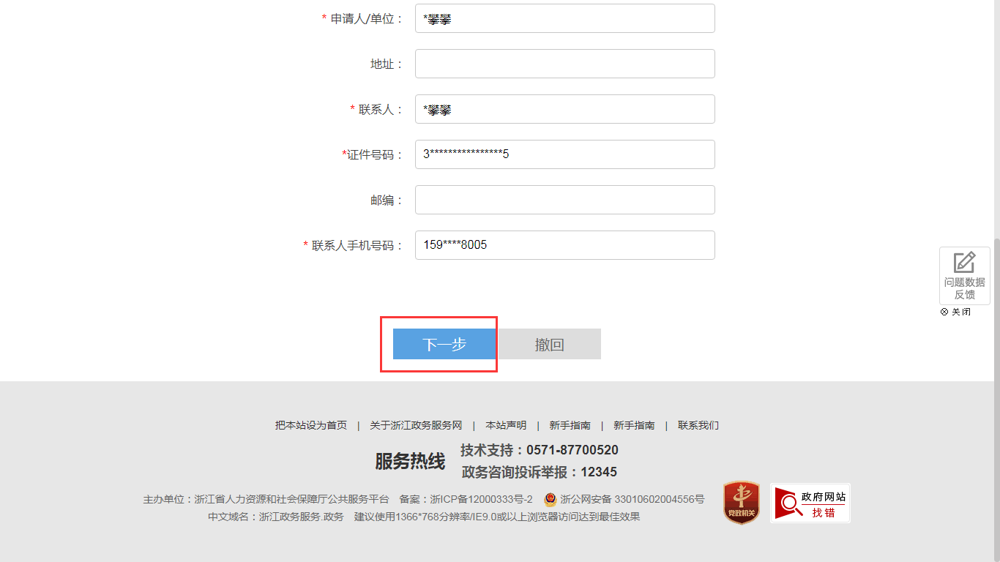 * 申请人/单位： *攀攀
地址：
* 联系人： *攀攀
*证件号码： 3****************5
邮编：
* 联系人手机号码： 159****8005
问题数据
反馈
⊗ 关闭
下一步 撤回
把本站设为首页 | 关于浙江政务服务网 | 本站声明 | 新手指南 | 新手指南 | 联系我们
服务热线
技术支持：0571-87700520
政务咨询投诉举报：12345
主办单位：浙江省人力资源和社会保障厅公共服务平台 备案：浙ICP备12000333号-2 浙公网安备 33010602004556号
中文域名：浙江政务服务.政务 建议使用1366*768分辨率/IE9.0或以上浏览器访问达到最佳效果
党政机关
政府网站
找错